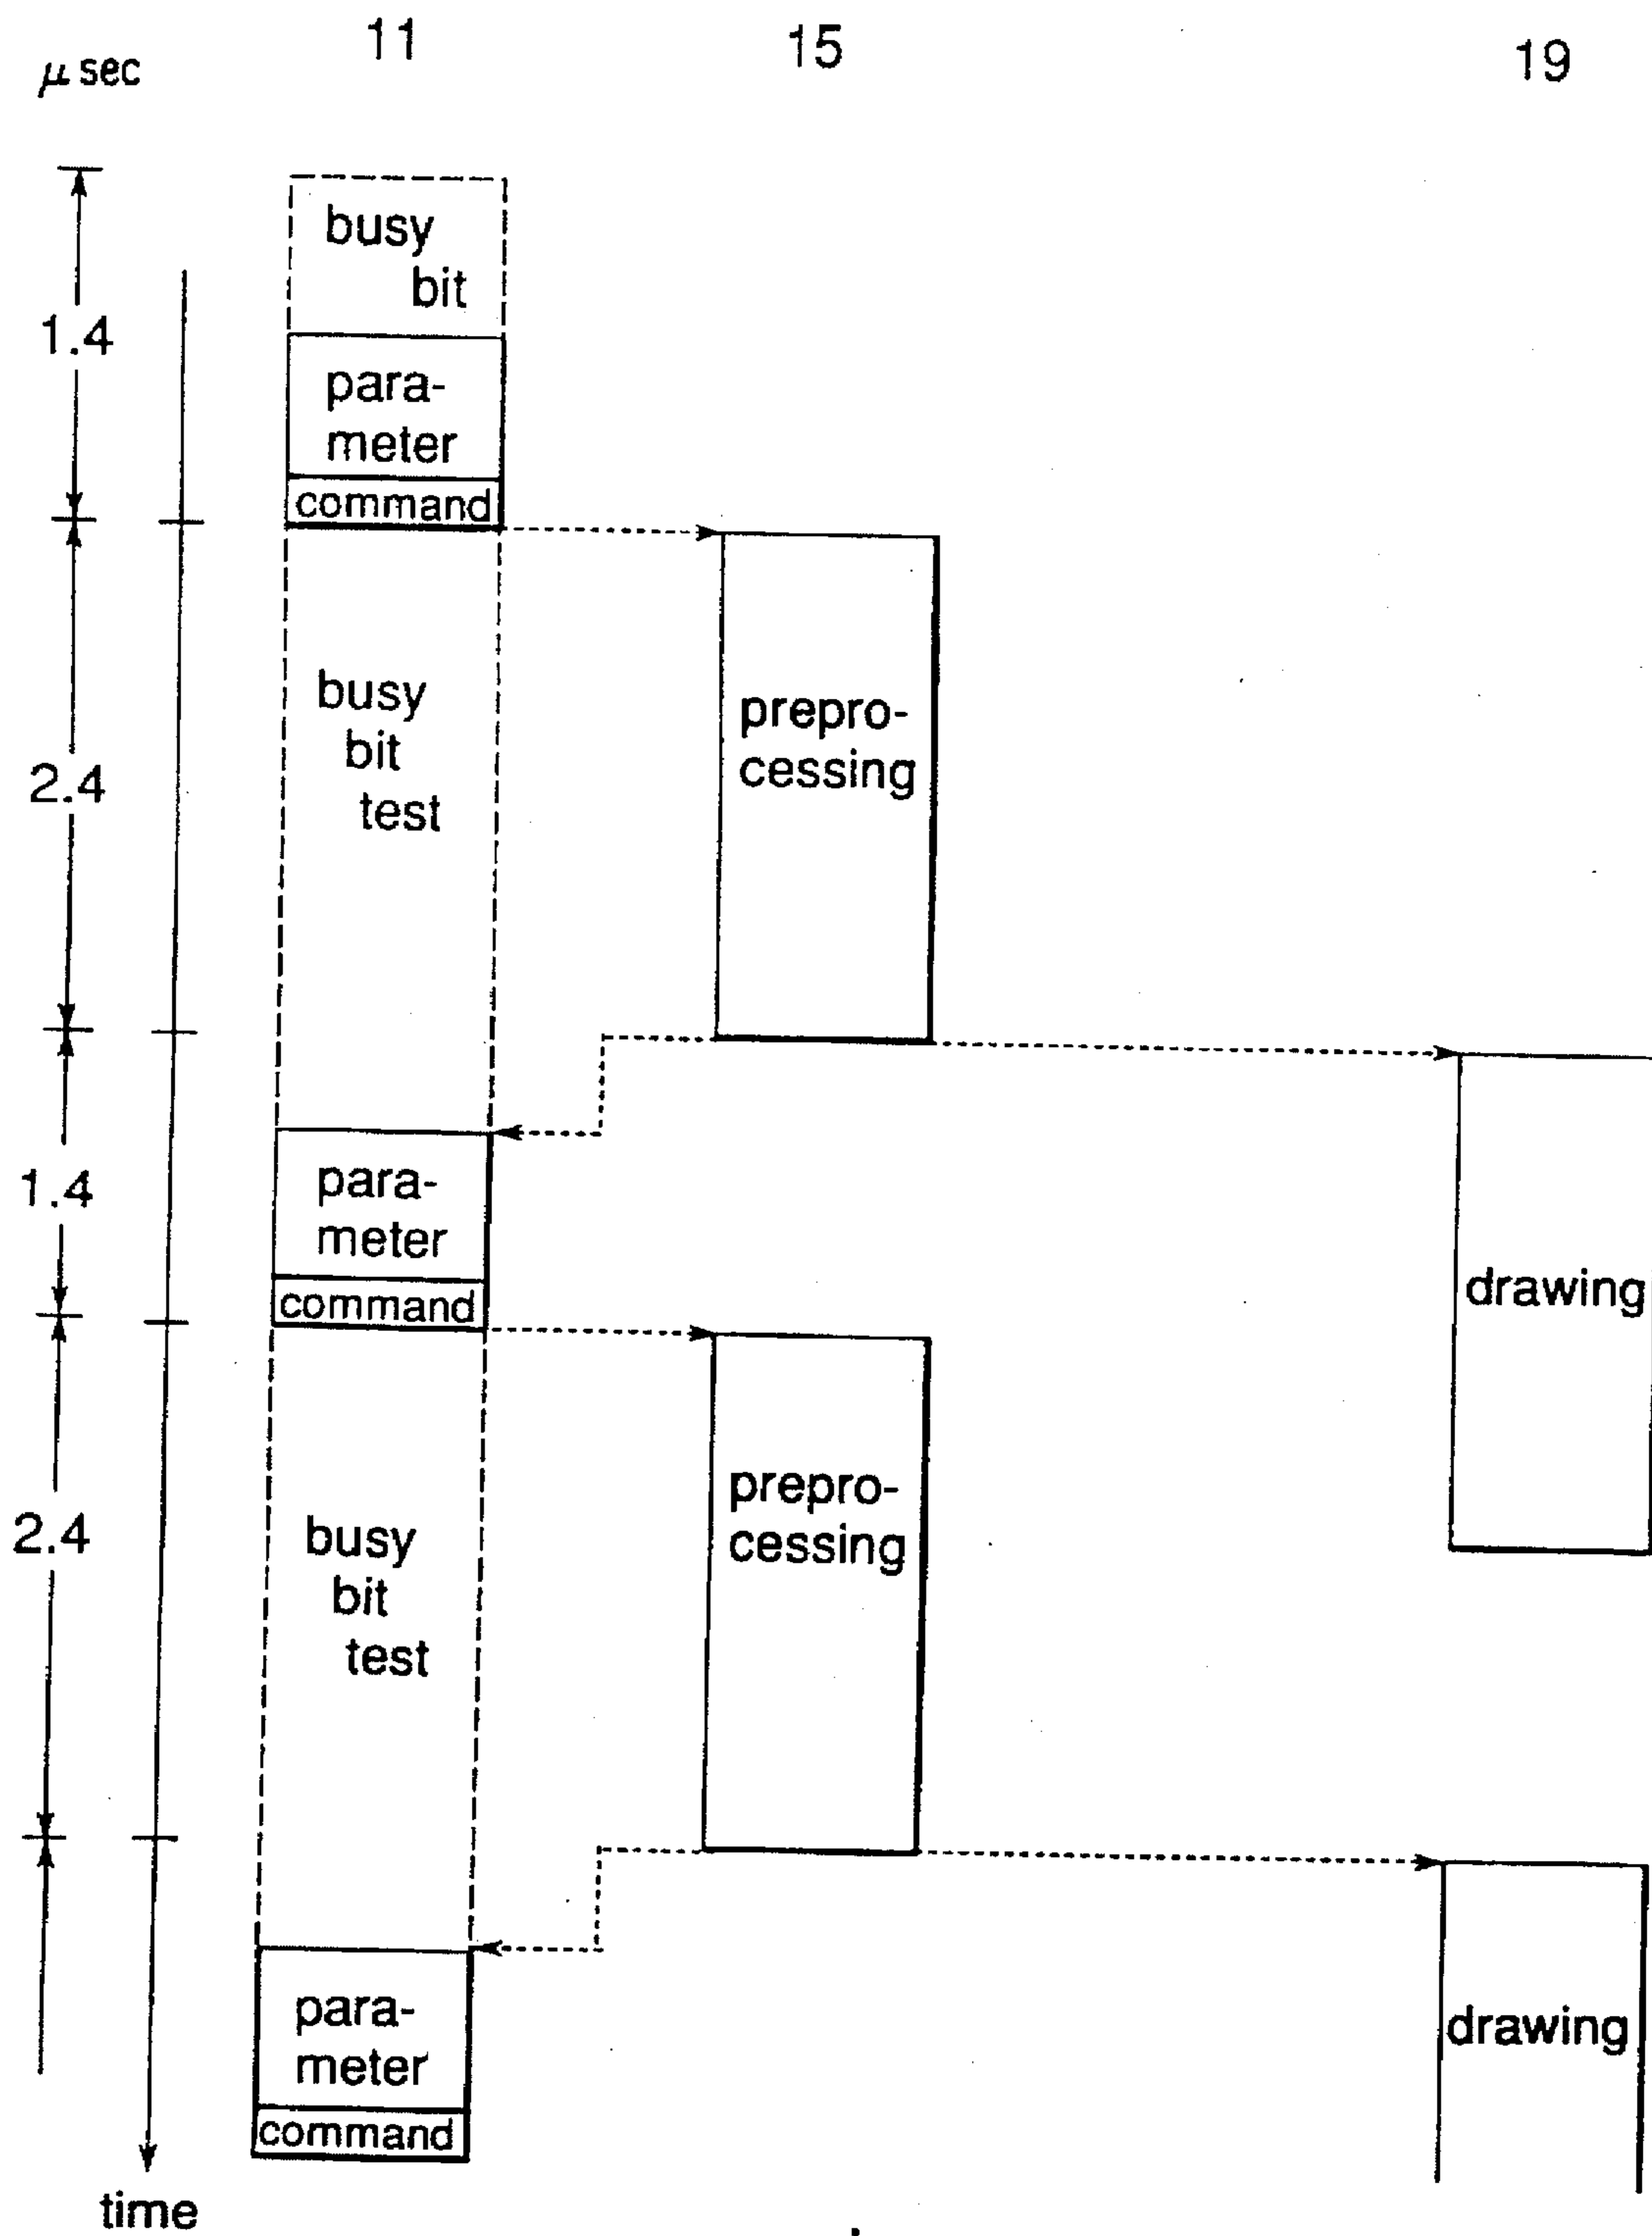 11
15
19
μ sec
busy
bit
1.4
para-
meter
command
busy
bit
test
prepro-
cessing
2.4
para-
meter
1.4
command
drawing
busy
bit
test
prepro-
cessing
2.4
para-
meter
command
drawing
time